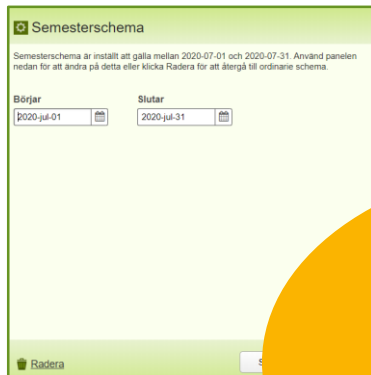 Semesterschema
Semesterschema är inställt att gälla mellan 2020-07-01 och 2020-07-31. Använd panelen
nedan för att ändra på detta eller klicka Radera för att återgå till ordinarie schema.
Börjar Slutar
2020-jul-01 2020-jul-31
Radera